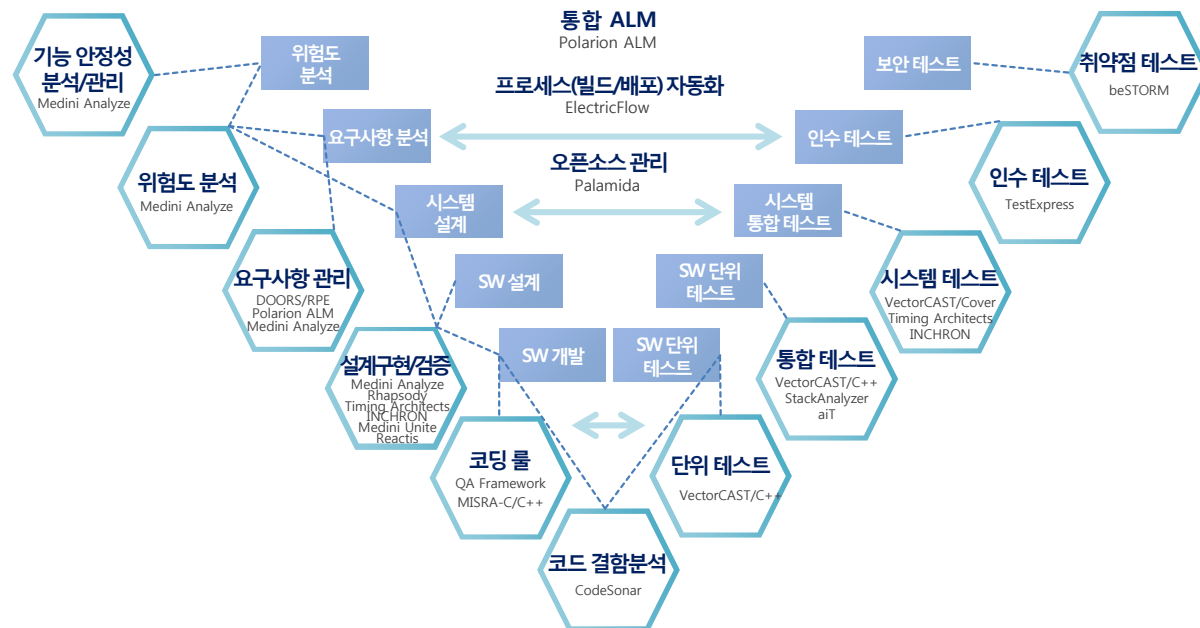 통합 ALM
Polarion ALM
프로세스(빌드/배포) 자동화
ElectricFlow
오픈소스 관리
Palamida
기능 안정성
분석/관리
Medini Analyze
위험도
분석
위험도 분석
Medini Analyze
요구사항 분석
요구사항 관리
DOORS/RPE
Polarion ALM
Medini Analyze
시스템
설계
설계구현/검증
Medini Analyze
Rhapsody
Timing Architects
INCHRON
Medini Unite
Reactis
SW 설계
SW 개발
코딩 룰
QA Framework
MISRA-C/C++
코드 결함분석
CodeSonar
단위 테스트
VectorCAST/C++
SW 단위
테스트
통합 테스트
VectorCAST/C++
StackAnalyzer
aiT
SW 단위
테스트
시스템 테스트
VectorCAST/Cover
Timing Architects
INCHRON
시스템
통합 테스트
인수 테스트
TestExpress
인수 테스트
보안 테스트
취약점 테스트
beSTORM